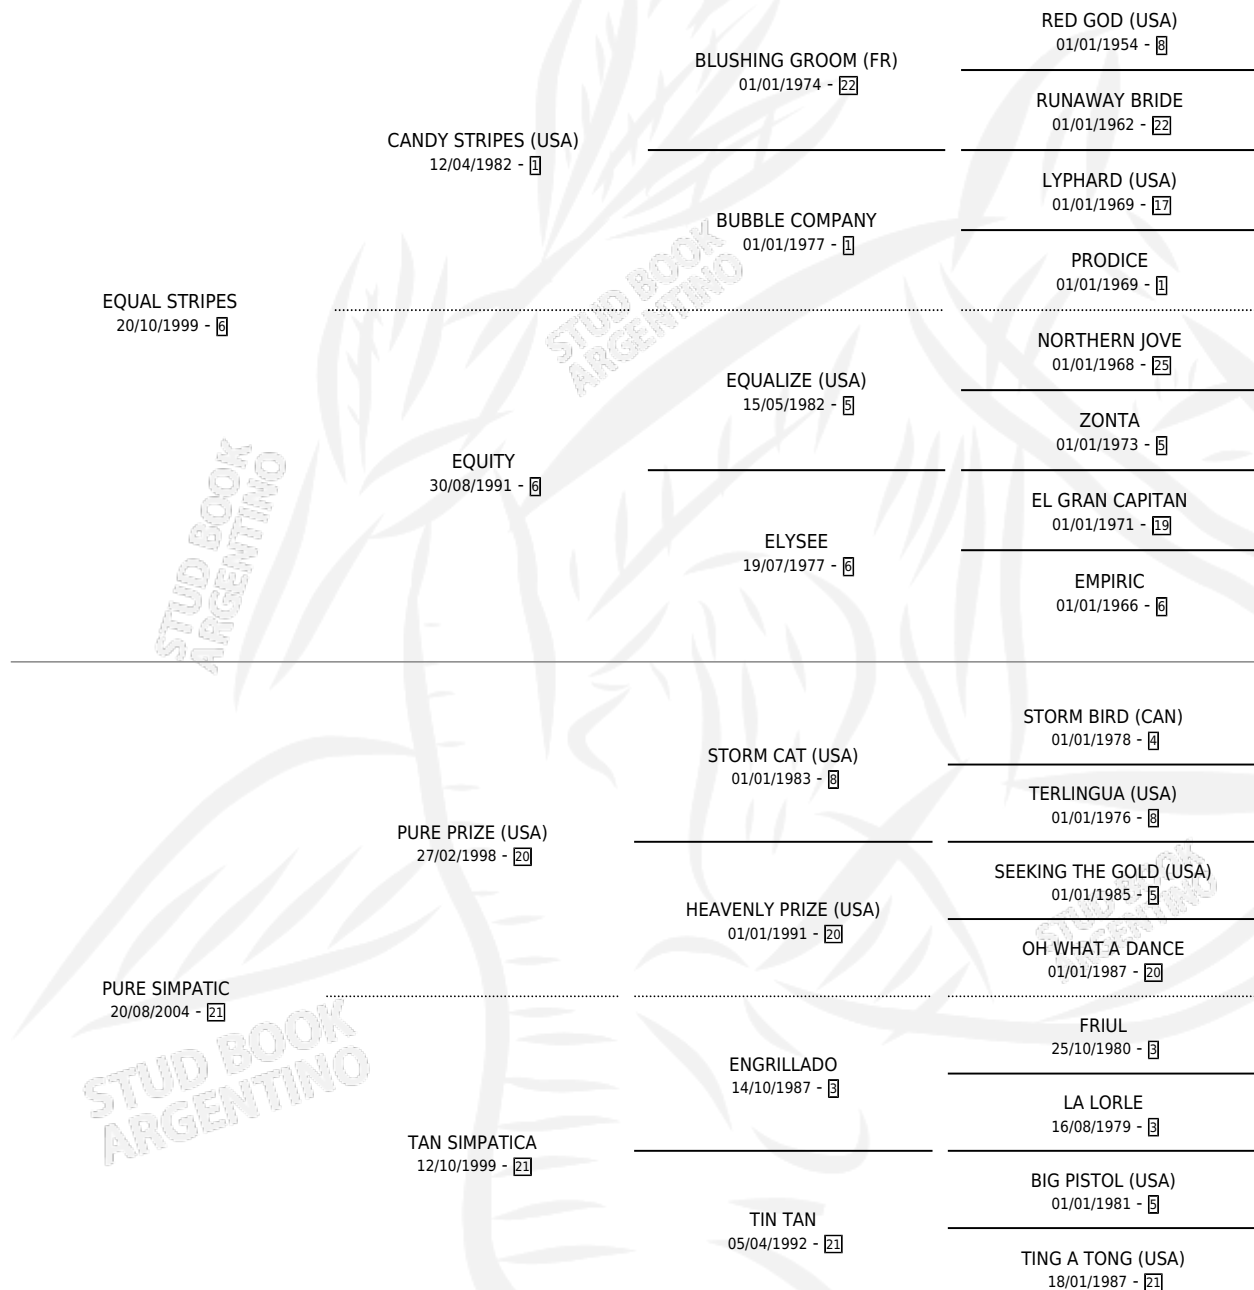 RED GOD (USA)
01/01/1954 - 8
BLUSHING GROOM (FR)
01/01/1974 - 22
RUNAWAY BRIDE
01/01/1962 - 22
CANDY STRIPES (USA)
12/04/1982 - 1
LYPHARD (USA)
01/01/1969 - 17
BUBBLE COMPANY
01/01/1977 - 1
PRODICE
01/01/1969 - 1
EQUAL STRIPES
20/10/1999 - 6
NORTHERN JOVE
01/01/1968 - 25
EQUALIZE (USA)
15/05/1982 - 5
ZONTA
01/01/1973 - 5
EQUITY
30/08/1991 - 6
EL GRAN CAPITAN
01/01/1971 - 19
ELYSEE
19/07/1977 - 6
EMPIRIC
01/01/1966 - 6
STUD BOOK
ARGENTINO
STUD BOOK
ARGENTINO
STORM BIRD (CAN)
01/01/1978 - 4
STORM CAT (USA)
01/01/1983 - 8
TERLINGUA (USA)
01/01/1976 - 8
PURE PRIZE (USA)
27/02/1998 - 20
SEEKING THE GOLD (USA)
01/01/1985 - 5
HEAVENLY PRIZE (USA)
01/01/1991 - 20
OH WHAT A DANCE
01/01/1987 - 20
PURE SIMPATIC
20/08/2004 - 21
FRIUL
25/10/1980 - 3
ENGRILLADO
14/10/1987 - 3
LA LORLE
16/08/1979 - 3
TAN SIMPATICA
12/10/1999 - 21
BIG PISTOL (USA)
01/01/1981 - 5
TIN TAN
05/04/1992 - 21
TING A TONG (USA)
18/01/1987 - 21
STUD BOOK
ARGENTINO
STUD BOOK
ARGENTINO